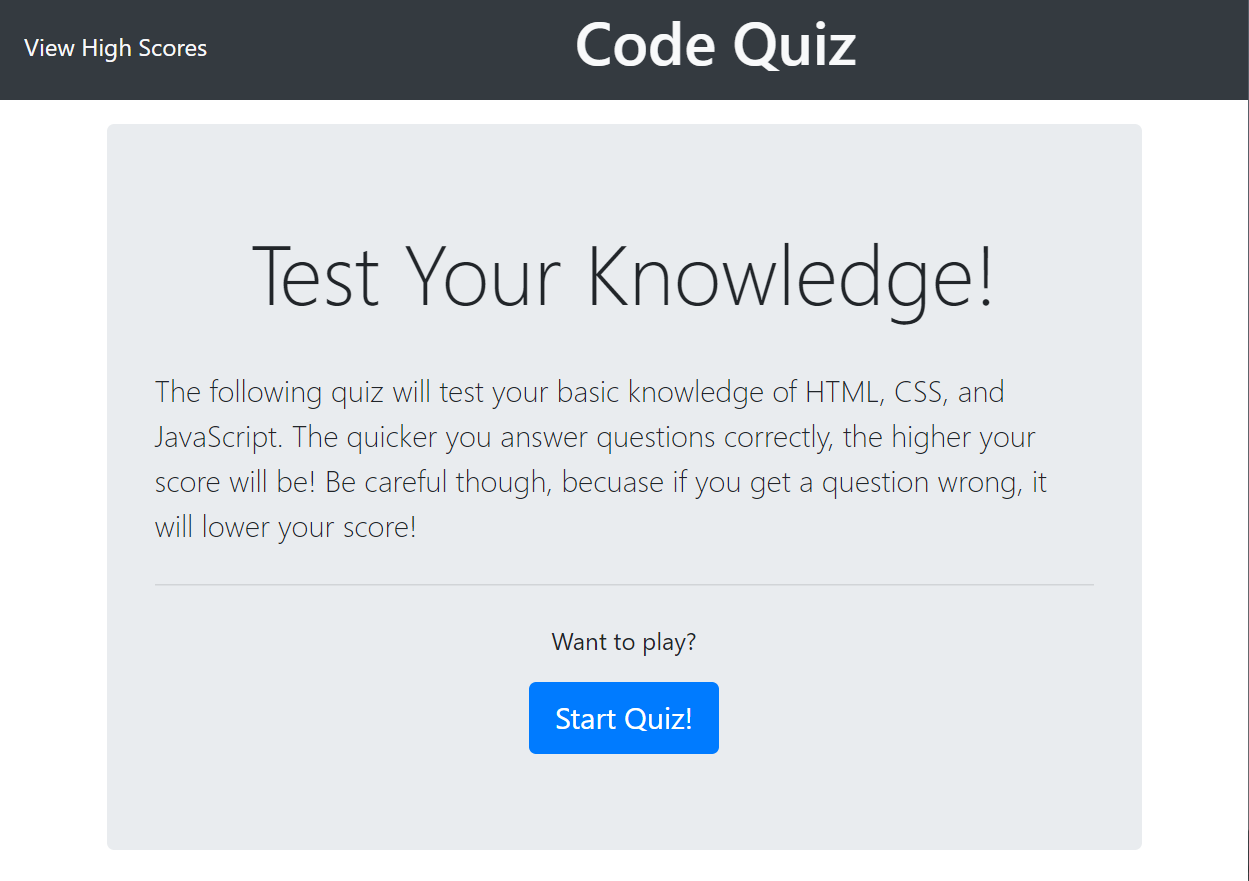 View High Scores
Code Quiz
Test Your Knowledge!
The following quiz will test your basic knowledge of HTML, CSS, and
JavaScript. The quicker you answer questions correctly, the higher your
score will be! Be careful though, becuase if you get a question wrong, it
will lower your score!
Want to play?
Start Quiz!